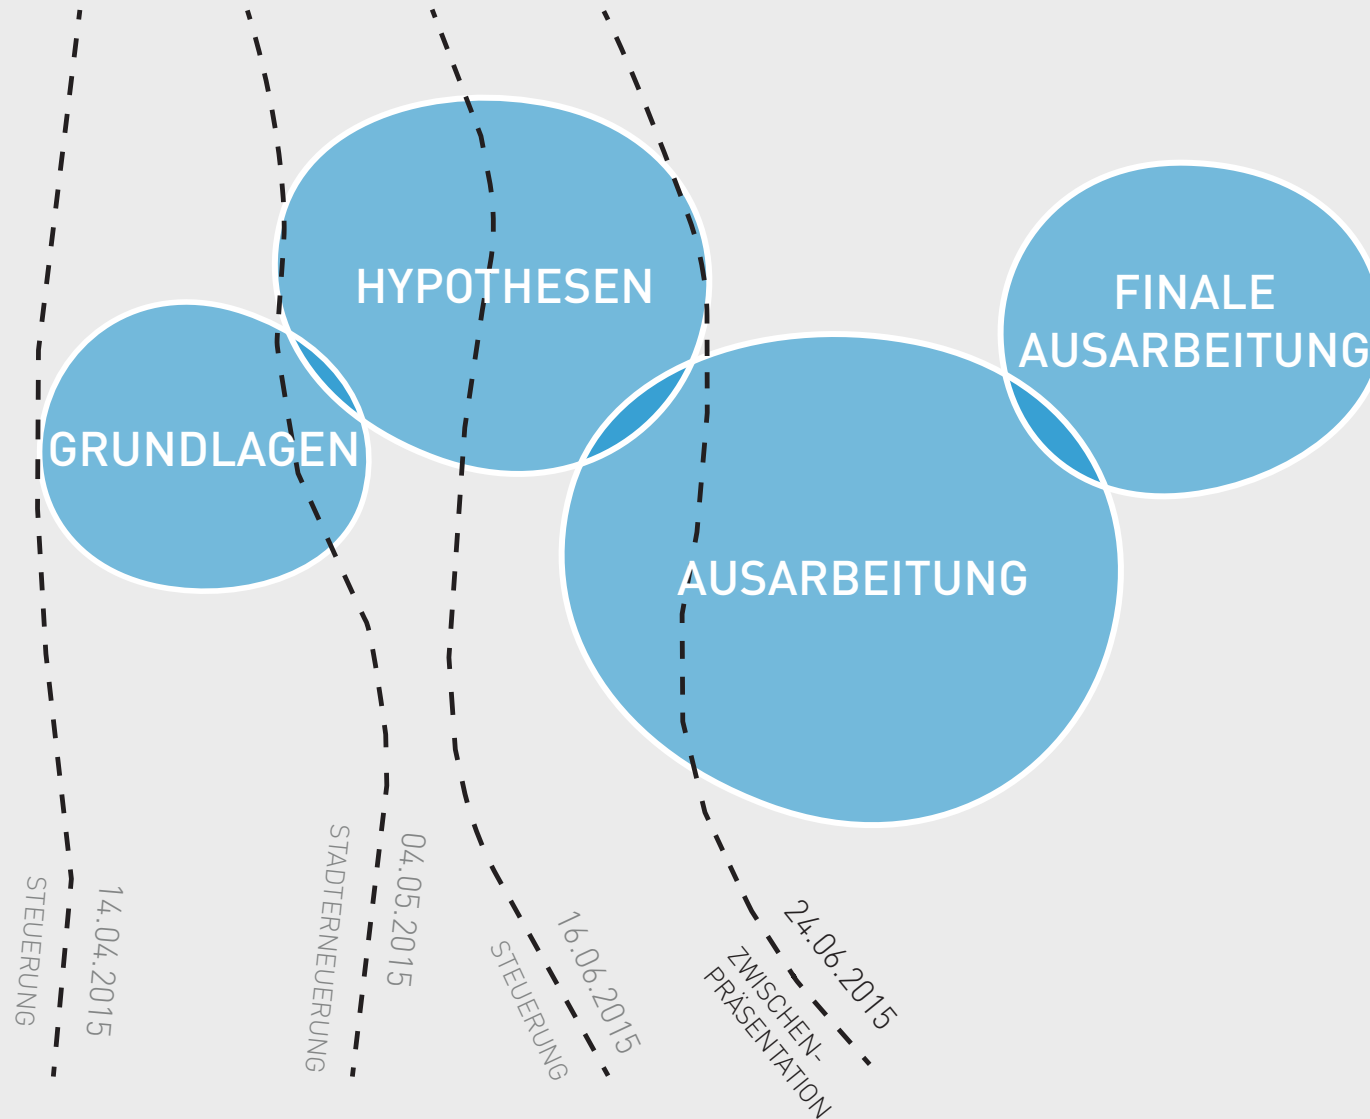 HYPOTHESEN
FINALE
AUSARBEITUNG
GRUNDLAGEN
AUSARBEITUNG
STEUERUNG
14.04.2015
STADTERNEUERUNG
04.05.2015
STEUERUNG
16.06.2015
24.06.2015
ZWISCHEN-
PRÄSENTATION